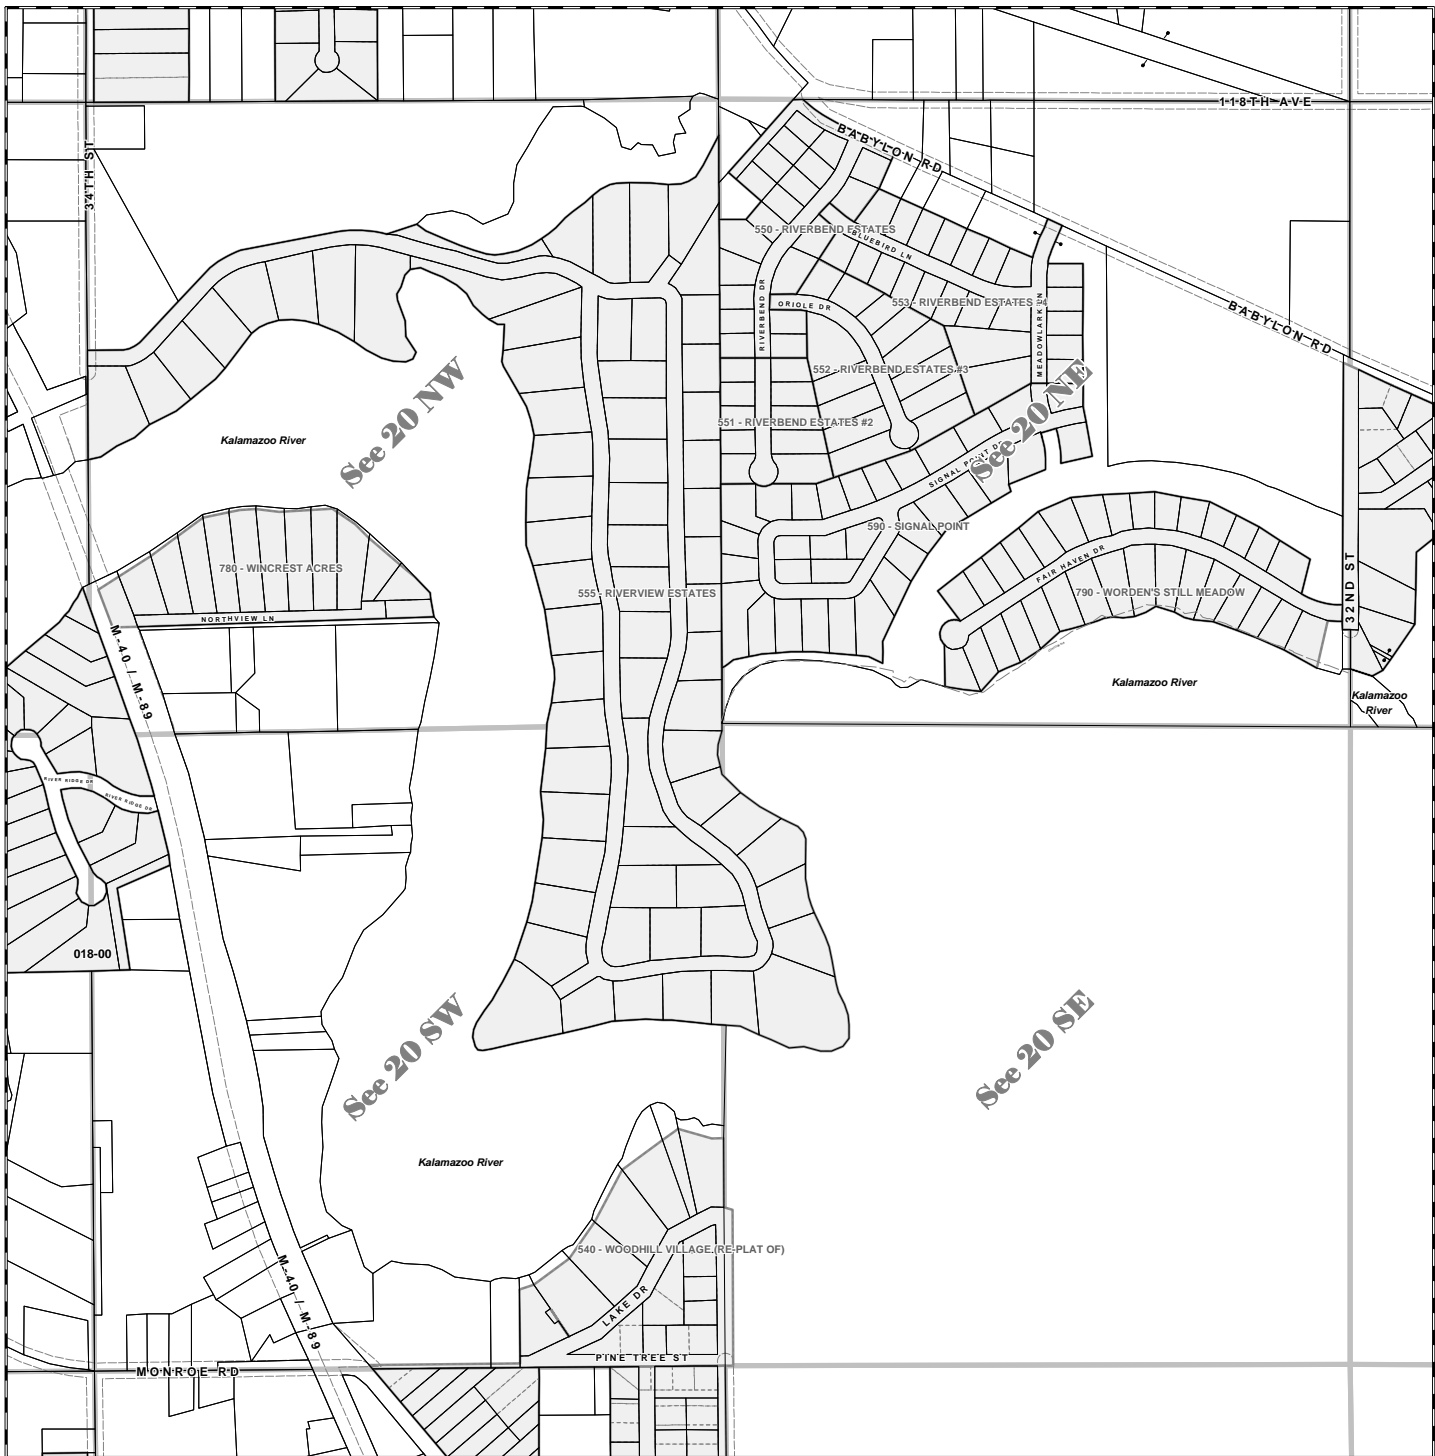 118TH AVE
BABYLON RD
34TH ST
550 - RIVERBEND ESTATES
BLUEBIRD LN
RIVERBEND DR
ORIOLE DR
553 - RIVERBEND ESTATES #4
MEADOWLARK LN
BABYLON RD
552 - RIVERBEND ESTATES #3
See 20 NW
See 20 NE
551 - RIVERBEND ESTATES #2
Kalamazoo River
SIGNAL POINT DR
590 - SIGNAL POINT
FAIR HAVEN DR
780 - WINCREST ACRES
555 - RIVERVIEW ESTATES
790 - WORDEN'S STILL MEADOW
32ND ST
NORTHVIEW LN
M-40 / M-89
Kalamazoo River
Kalamazoo
River
RIVER RIDGE DR
RIVER RIDGE DR
018-00
See 20 SW
See 20 SE
Kalamazoo River
540 - WOODHILL VILLAGE (RE-PLAT OF)
M-40 / M-89
LAKE DR
PINE TREE ST
MONROE RD